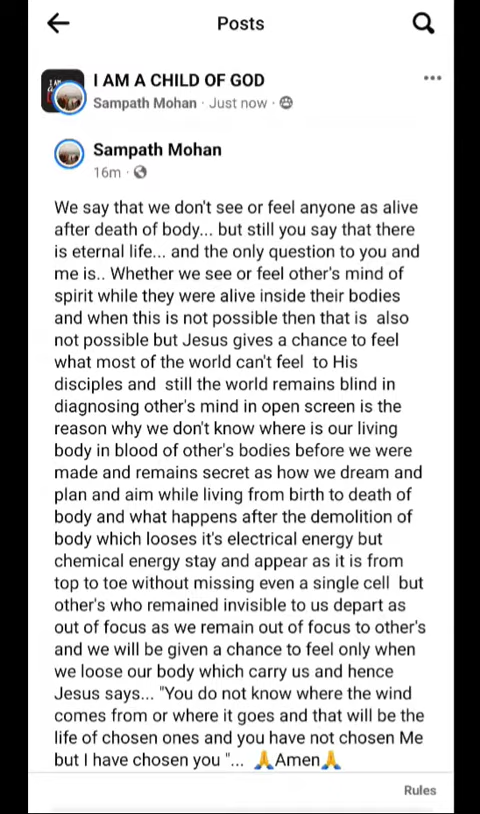 Posts
I AM A CHILD OF GOD
Sampath Mohan · Just now ·
Sampath Mohan
16m ·
We say that we don't see or feel anyone as alive
after death of body... but still you say that there
is eternal life... and the only question to you and
me is.. Whether we see or feel other's mind of
spirit while they were alive inside their bodies
and when this is not possible then that is also
not possible but Jesus gives a chance to feel
what most of the world can't feel to His
disciples and still the world remains blind in
diagnosing other's mind in open screen is the
reason why we don't know where is our living
body in blood of other's bodies before we were
made and remains secret as how we dream and
plan and aim while living from birth to death of
body and what happens after the demolition of
body which looses it's electrical energy but
chemical energy stay and appear as it is from
top to toe without missing even a single cell but
other's who remained invisible to us depart as
out of focus as we remain out of focus to other's
and we will be given a chance to feel only when
we loose our body which carry us and hence
Jesus says... "You do not know where the wind
comes from or where it goes and that will be the
life of chosen ones and you have not chosen Me
but I have chosen you "... 🙏Amen🙏
Rules